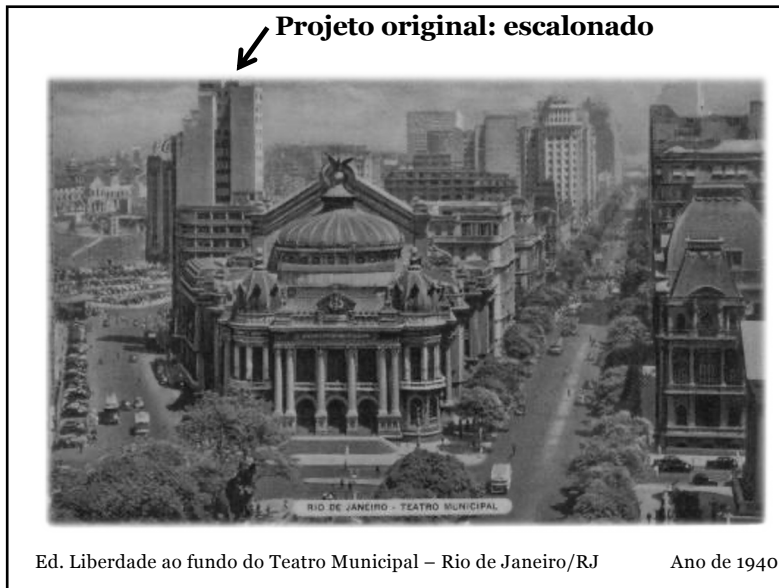 Projeto original: escalonado
RIO DE JANEIRO - TEATRO MUNICIPAL
Ed. Liberdade ao fundo do Teatro Municipal – Rio de Janeiro/RJ Ano de 1940